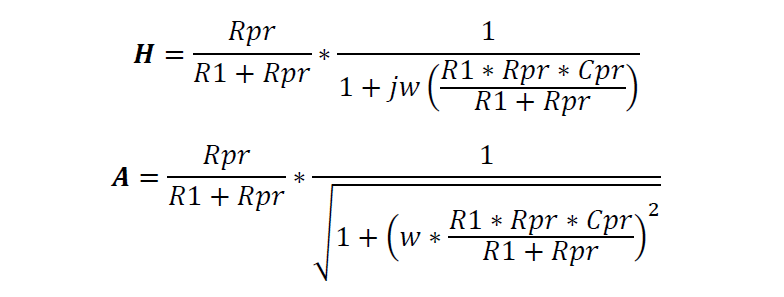 H = Rpr / (R1 + Rpr) * 1 / (1 + jw ((R1 * Rpr * Cpr) / (R1 + Rpr)))
A = Rpr / (R1 + Rpr) * 1 / √(1 + (w * (R1 * Rpr * Cpr) / (R1 + Rpr))²)